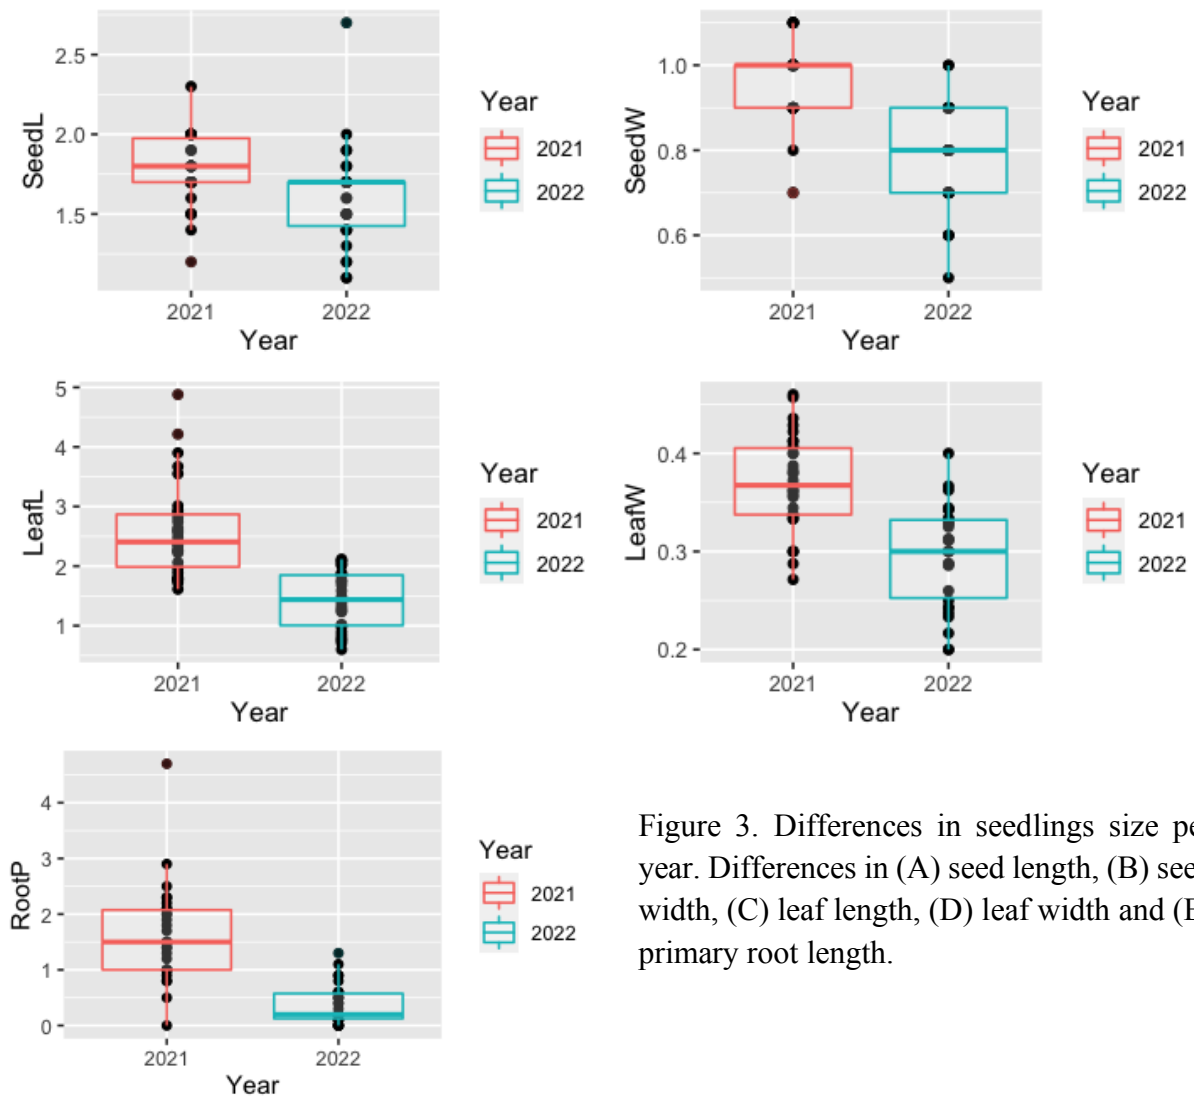 SeedL
2.5
2.0
1.5
2021
2022
Year
Year
2021
2022
SeedW
1.0
0.8
0.6
2021
2022
Year
Year
2021
2022
LeafL
5
4
3
2
1
2021
2022
Year
Year
2021
2022
LeafW
0.4
0.3
0.2
2021
2022
Year
Year
2021
2022
RootP
4
3
2
1
0
2021
2022
Year
Year
2021
2022
Figure 3. Differences in seedlings size pe
year. Differences in (A) seed length, (B) see
width, (C) leaf length, (D) leaf width and (E
primary root length.